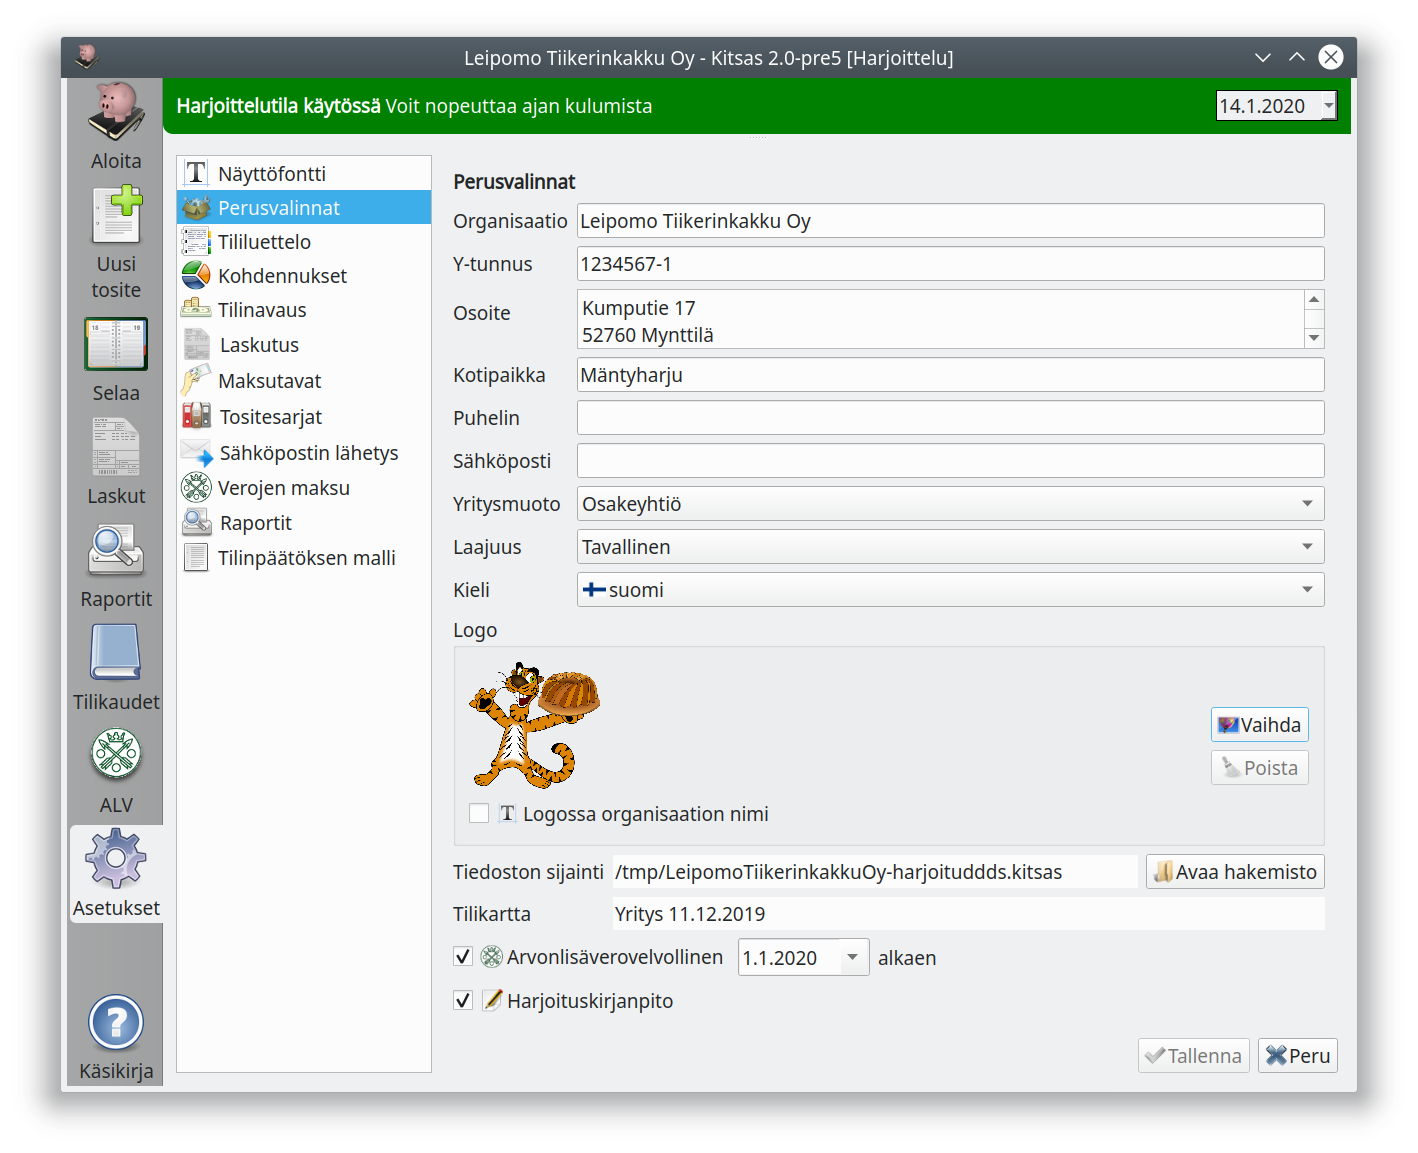 Leipomo Tiikerinkakku Oy - Kitsas 2.0-pre5 [Harjoittelu]
Harjoittelutila käytössä Voit nopeuttaa ajan kulumista
14.1.2020
Aloita
Uusi
tosite
Selaa
Laskut
Raportit
Tilikaudet
ALV
Asetukset
Käsikirja
Näyttöfontti
Perusvalinnat
Tililuettelo
Kohdennukset
Tilinavaus
Laskutus
Maksutavat
Tositesarjat
Sähköpostin lähetys
Verojen maksu
Raportit
Tilinpäätöksen malli
Perusvalinnat
Organisaatio Leipomo Tiikerinkakku Oy
Y-tunnus 1234567-1
Osoite Kumputie 17
52760 Mynttilä
Kotipaikka Mäntyharju
Puhelin
Sähköposti
Yritysmuoto Osakeyhtiö
Laajuus Tavallinen
Kieli suomi
Logo
Vaihda
Poista
Logossa organisaation nimi
Tiedoston sijainti /tmp/LeipomoTiikerinkakkuOy-harjoituddds.kitsas Avaa hakemisto
Tilikartta Yritys 11.12.2019
Arvonlisäverovelvollinen 1.1.2020 alkaen
Harjoituskirjanpito
Tallenna Peru